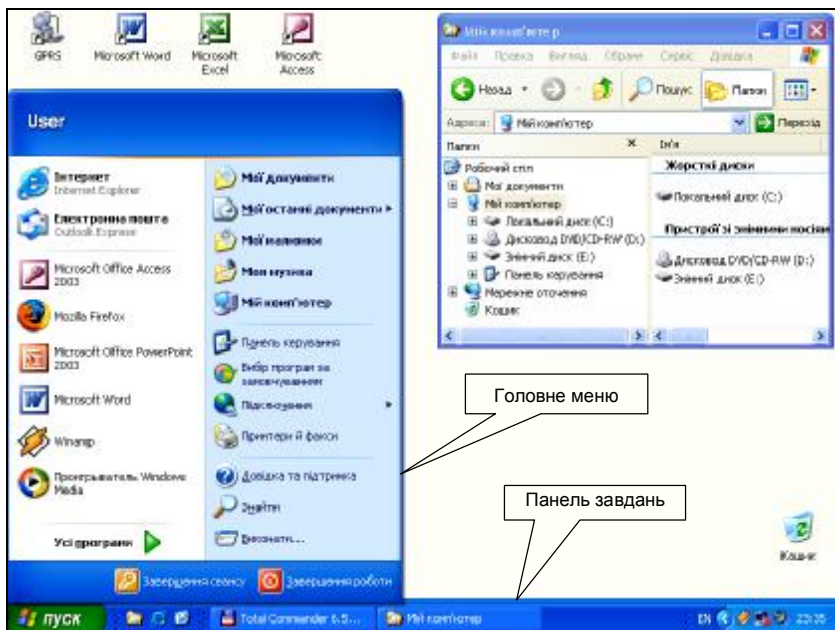 GPRS
Microsoft Word
Microsoft Excel
Microsoft Access
User
Інтернет
Internet Explorer
Електронна пошта
Outlook Express
Microsoft Office Access
2003
Mozilla Firefox
Microsoft Office PowerPoint
2003
Microsoft Word
Winamp
Проигрыватель Windows
Media
Усі програми
Мої документи
Мої останні документи
Мої малюнки
Моя музика
Мій комп'ютер
Панель керування
Вибір програм за
замовчуванням
Підключення
Принтери й факси
Довідка та підтримка
Знайти
Виконати...
Завершення сеансу
Завершення роботи
Мій комп'ютер
Файл Правка Вигляд Обране Сервіс Довідка
Назад Пошук Папки
Адреса: Мій комп'ютер Перехід
Папки
Робочий стіл
Мої документи
Мій комп'ютер
Локальний диск (C:)
Дисковод DVD/CD-RW (D:)
Знімний диск (E:)
Панель керування
Мережне оточення
Кошик
Ім'я
Жорсткі диски
Локальний диск (C:)
Пристрої зі змінними носіям
Дисковод DVD/CD-RW (D:)
Знімний диск (E:)
Головне меню
Панель завдань
Кошик
пуск
Total Commander 6.5...
Мій комп'ютер
EN